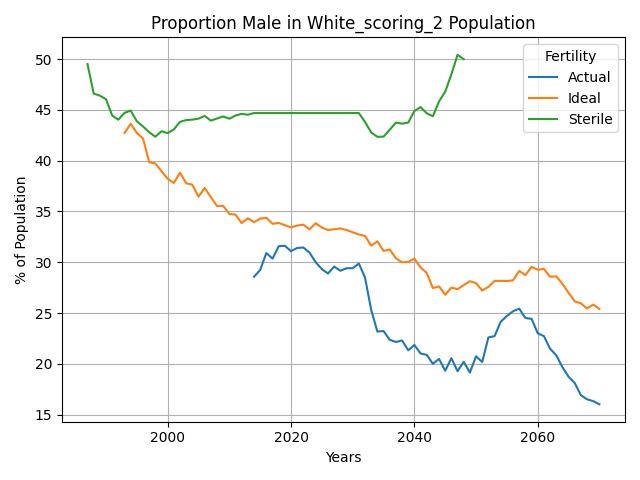 Proportion Male in White_scoring_2 Population
% of Population
50
45
40
35
30
25
20
15
Fertility
Actual
Ideal
Sterile
2000
2020
2040
2060
Years